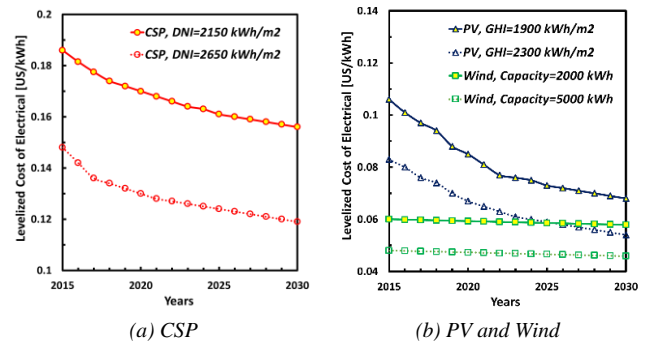 Levelized Cost of Electrical [US/kWh]
0.2
0.18
0.16
0.14
0.12
0.1
CSP, DNI=2150 kWh/m2
CSP, DNI=2650 kWh/m2
2015
2020
2025
2030
Years
(a) CSP
Levelized Cost of Electrical [US/kWh]
0.14
0.12
0.1
0.08
0.06
0.04
PV, GHI=1900 kWh/m2
PV, GHI=2300 kWh/m2
Wind, Capacity=2000 kWh
Wind, Capacity=5000 kWh
2015
2020
2025
2030
Years
(b) PV and Wind